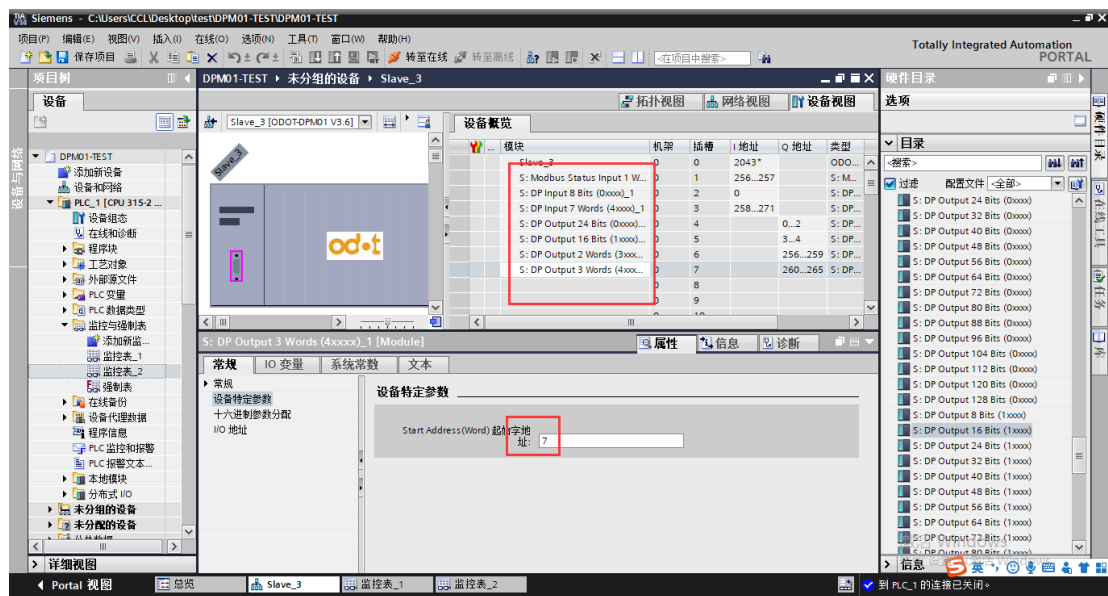 Siemens - C:\Users\CCL\Desktop\test\DPM01-TEST\DPM01-TEST
项目(P) 编辑(E) 视图(V) 插入(I) 在线(O) 选项(N) 工具(T) 窗口(W) 帮助(H)
保存项目 转至在线 转至离线 <在项目中搜索>
Totally Integrated Automation
PORTAL
项目树
DPM01-TEST 未分组的设备 Slave_3
硬件目录
设备
拓扑视图 网络视图 设备视图
选项
Slave_3 [ODOT-DPM01 V3.6]
设备概览
DPM01-TEST
添加新设备
设备和网络
PLC_1 [CPU 315-2 ...
设备组态
在线和诊断
程序块
工艺对象
外部源文件
PLC 变量
PLC 数据类型
监控与强制表
添加新监...
监控表_1
监控表_2
强制表
在线备份
设备代理数据
程序信息
PLC 监控和报警
PLC 报警文本...
本地模块
分布式 I/O
未分组的设备
未分配的设备
详细视图
设备与网络
Slave_3
odot
... 模块 机架 插槽 I 地址 Q 地址 类型
Slave_3 0 0 2043* ODO...
S: Modbus Status Input 1 W... 0 1 256...257 S: M...
S: DP Input 8 Bits (0xxxx)_1 0 2 0 S: DP...
S: DP Input 7 Words (4xxxx)_1 0 3 258...271 S: DP...
S: DP Output 24 Bits (0xxxx)... 0 4 0...2 S: DP...
S: DP Output 16 Bits (1xxxx)... 0 5 3...4 S: DP...
S: DP Output 2 Words (3xxx... 0 6 256...259 S: DP...
S: DP Output 3 Words (4xxx... 0 7 260...265 S: DP...
0 8
0 9
S: DP Output 3 Words (4xxxx)_1 [Module]
属性 信息 诊断
常规 IO 变量 系统常数 文本
常规
设备特定参数
十六进制参数分配
I/O 地址
设备特定参数
Start Address(Word) 起始字地
址: 7
目录
<搜索>
过滤 配置文件 <全部>
S: DP Output 24 Bits (0xxxx)
S: DP Output 32 Bits (0xxxx)
S: DP Output 40 Bits (0xxxx)
S: DP Output 48 Bits (0xxxx)
S: DP Output 56 Bits (0xxxx)
S: DP Output 64 Bits (0xxxx)
S: DP Output 72 Bits (0xxxx)
S: DP Output 80 Bits (0xxxx)
S: DP Output 88 Bits (0xxxx)
S: DP Output 96 Bits (0xxxx)
S: DP Output 104 Bits (0xxxx)
S: DP Output 112 Bits (0xxxx)
S: DP Output 120 Bits (0xxxx)
S: DP Output 128 Bits (0xxxx)
S: DP Output 8 Bits (1xxxx)
S: DP Output 16 Bits (1xxxx)
S: DP Output 24 Bits (1xxxx)
S: DP Output 32 Bits (1xxxx)
S: DP Output 40 Bits (1xxxx)
S: DP Output 48 Bits (1xxxx)
S: DP Output 56 Bits (1xxxx)
S: DP Output 64 Bits (1xxxx)
S: DP Output 72 Bits (1xxxx)
S: DP Output 80 Bits (1xxxx)
信息
硬件目录
在线工具
任务
库
Portal 视图 总览 Slave_3 监控表_1 监控表_2
到 PLC_1 的连接已关闭。
英